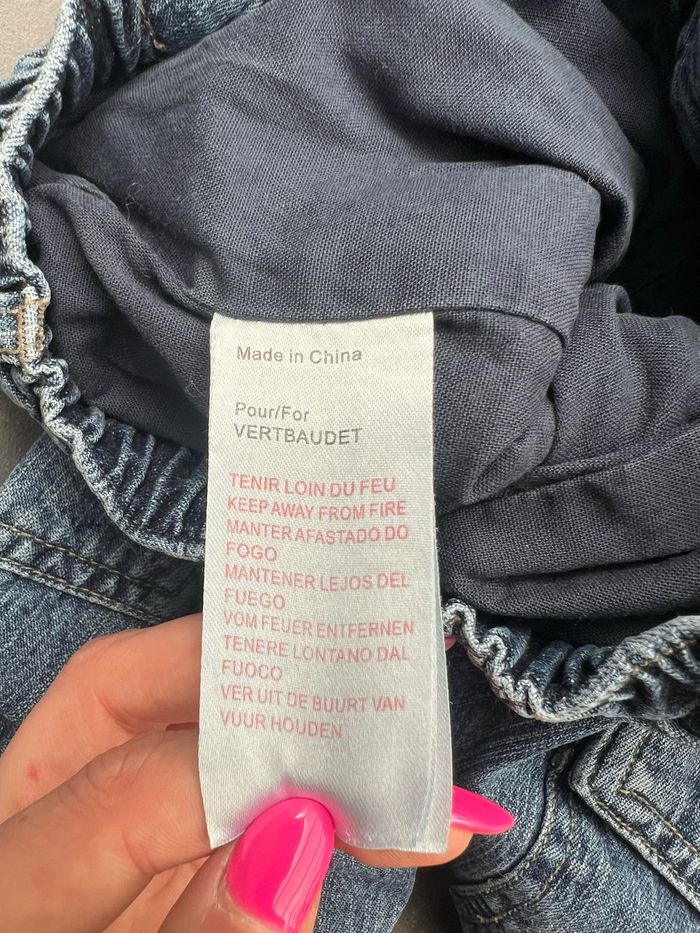 Made in China
Pour/For
VERTBAUDET
TENIR LOIN DU FEU
KEEP AWAY FROM FIRE
MANTER AFASTADO DO
FOGO
MANTENER LEJOS DEL
FUEGO
VOM FEUER ENTFERNEN
TENERE LONTANO DAL
FUOCO
VER UIT DE BUURT VAN
VUUR HOUDEN